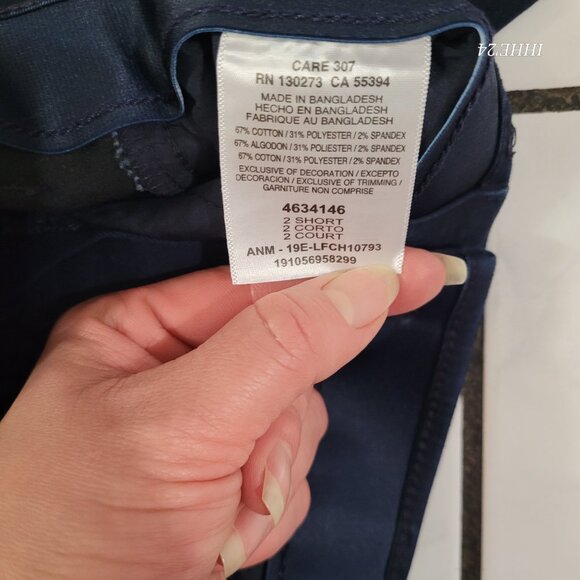 CARE 307
RN 130273 CA 55394
MADE IN BANGLADESH
HECHO EN BANGLADESH
FABRIQUE AU BANGLADESH
67% COTTON/31% POLYESTER/2% SPANDEX
67% ALGODON/31% POLIESTER/2% SPANDEX
67% COTON/31% POLYESTER/2% SPANDEX
EXCLUSIVE OF DECORATION/EXCEPTO
DECORACION/EXCLUSIVE OF TRIMMING/
GARNITURE NON COMPRISE
4634146
2 SHORT
2 CORTO
2 COURT
ANM - 19E-LFCH10793
191056958299
IHHE24